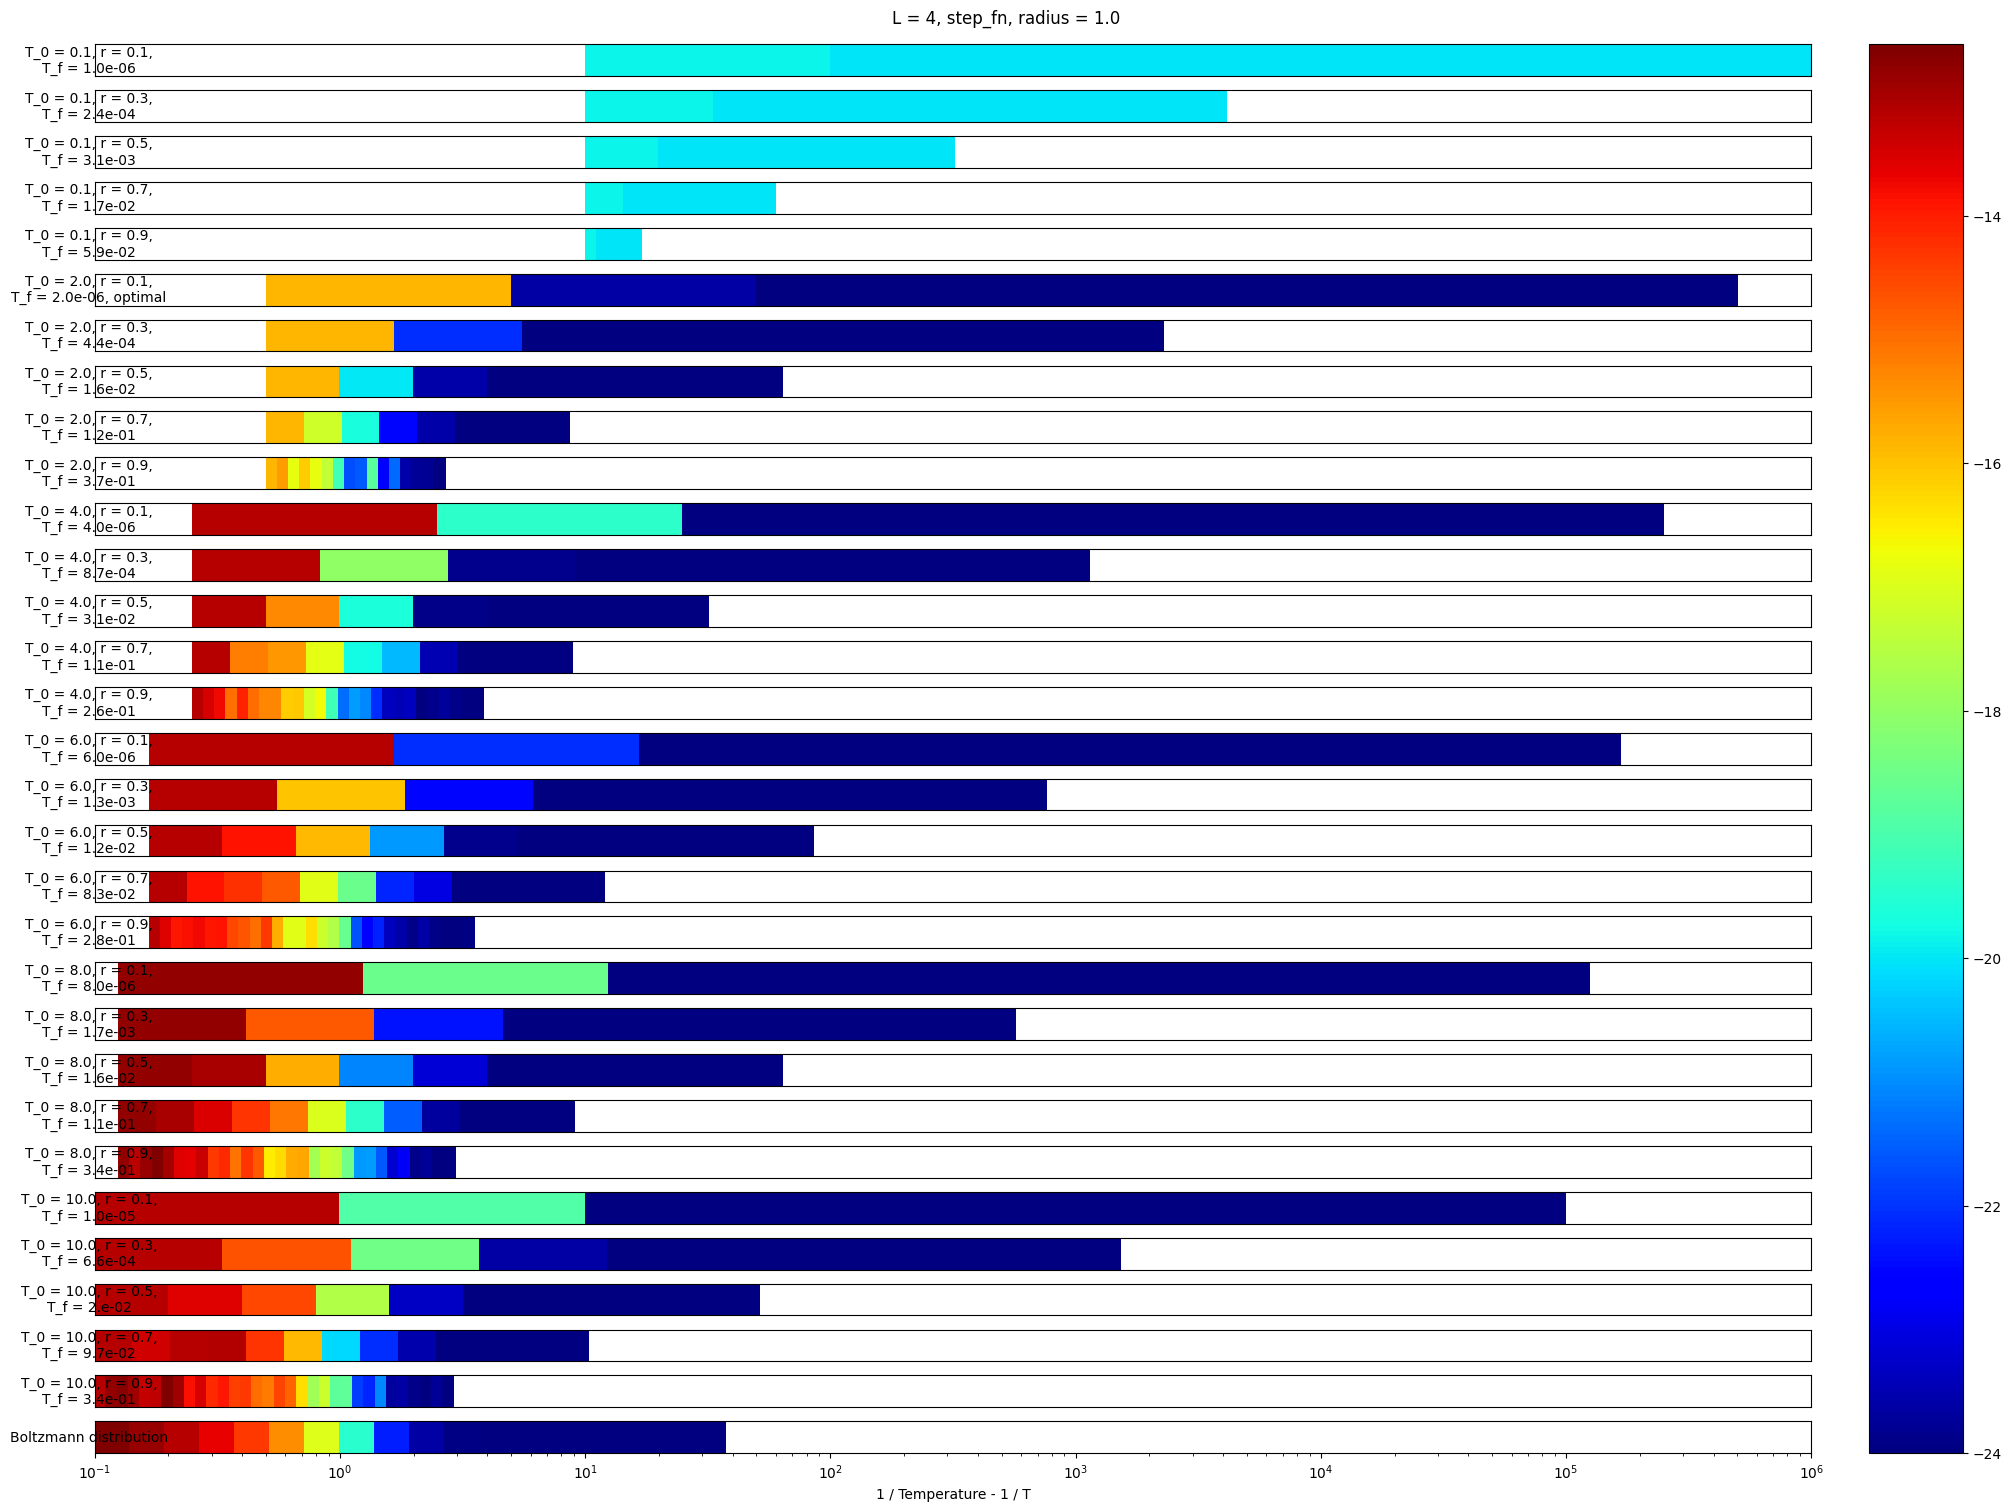 L = 4, step_fn, radius = 1.0
T_0 = 0.1, r = 0.1,
T_f = 1.0e-06
T_0 = 0.1, r = 0.3,
T_f = 2.4e-04
T_0 = 0.1, r = 0.5,
T_f = 3.1e-03
T_0 = 0.1, r = 0.7,
T_f = 1.7e-02
T_0 = 0.1, r = 0.9,
T_f = 5.9e-02
T_0 = 2.0, r = 0.1,
T_f = 2.0e-06, optimal
T_0 = 2.0, r = 0.3,
T_f = 4.4e-04
T_0 = 2.0, r = 0.5,
T_f = 1.6e-02
T_0 = 2.0, r = 0.7,
T_f = 1.2e-01
T_0 = 2.0, r = 0.9,
T_f = 3.7e-01
T_0 = 4.0, r = 0.1,
T_f = 4.0e-06
T_0 = 4.0, r = 0.3,
T_f = 8.7e-04
T_0 = 4.0, r = 0.5,
T_f = 3.1e-02
T_0 = 4.0, r = 0.7,
T_f = 1.1e-01
T_0 = 4.0, r = 0.9,
T_f = 2.6e-01
T_0 = 6.0, r = 0.1,
T_f = 6.0e-06
T_0 = 6.0, r = 0.3,
T_f = 1.3e-03
T_0 = 6.0, r = 0.5,
T_f = 1.2e-02
T_0 = 6.0, r = 0.7,
T_f = 8.3e-02
T_0 = 6.0, r = 0.9,
T_f = 2.8e-01
T_0 = 8.0, r = 0.1,
T_f = 8.0e-06
T_0 = 8.0, r = 0.3,
T_f = 1.7e-03
T_0 = 8.0, r = 0.5,
T_f = 1.6e-02
T_0 = 8.0, r = 0.7,
T_f = 1.1e-01
T_0 = 8.0, r = 0.9,
T_f = 3.4e-01
T_0 = 10.0, r = 0.1,
T_f = 1.0e-05
T_0 = 10.0, r = 0.3,
T_f = 6.6e-04
T_0 = 10.0, r = 0.5,
T_f = 2.e-02
T_0 = 10.0, r = 0.7,
T_f = 9.7e-02
T_0 = 10.0, r = 0.9,
T_f = 3.4e-01
Boltzmann distribution
10⁻¹ 10⁰ 10¹ 10² 10³ 10⁴ 10⁵ 10⁶
1 / Temperature - 1 / T
−14
−16
−18
−20
−22
−24